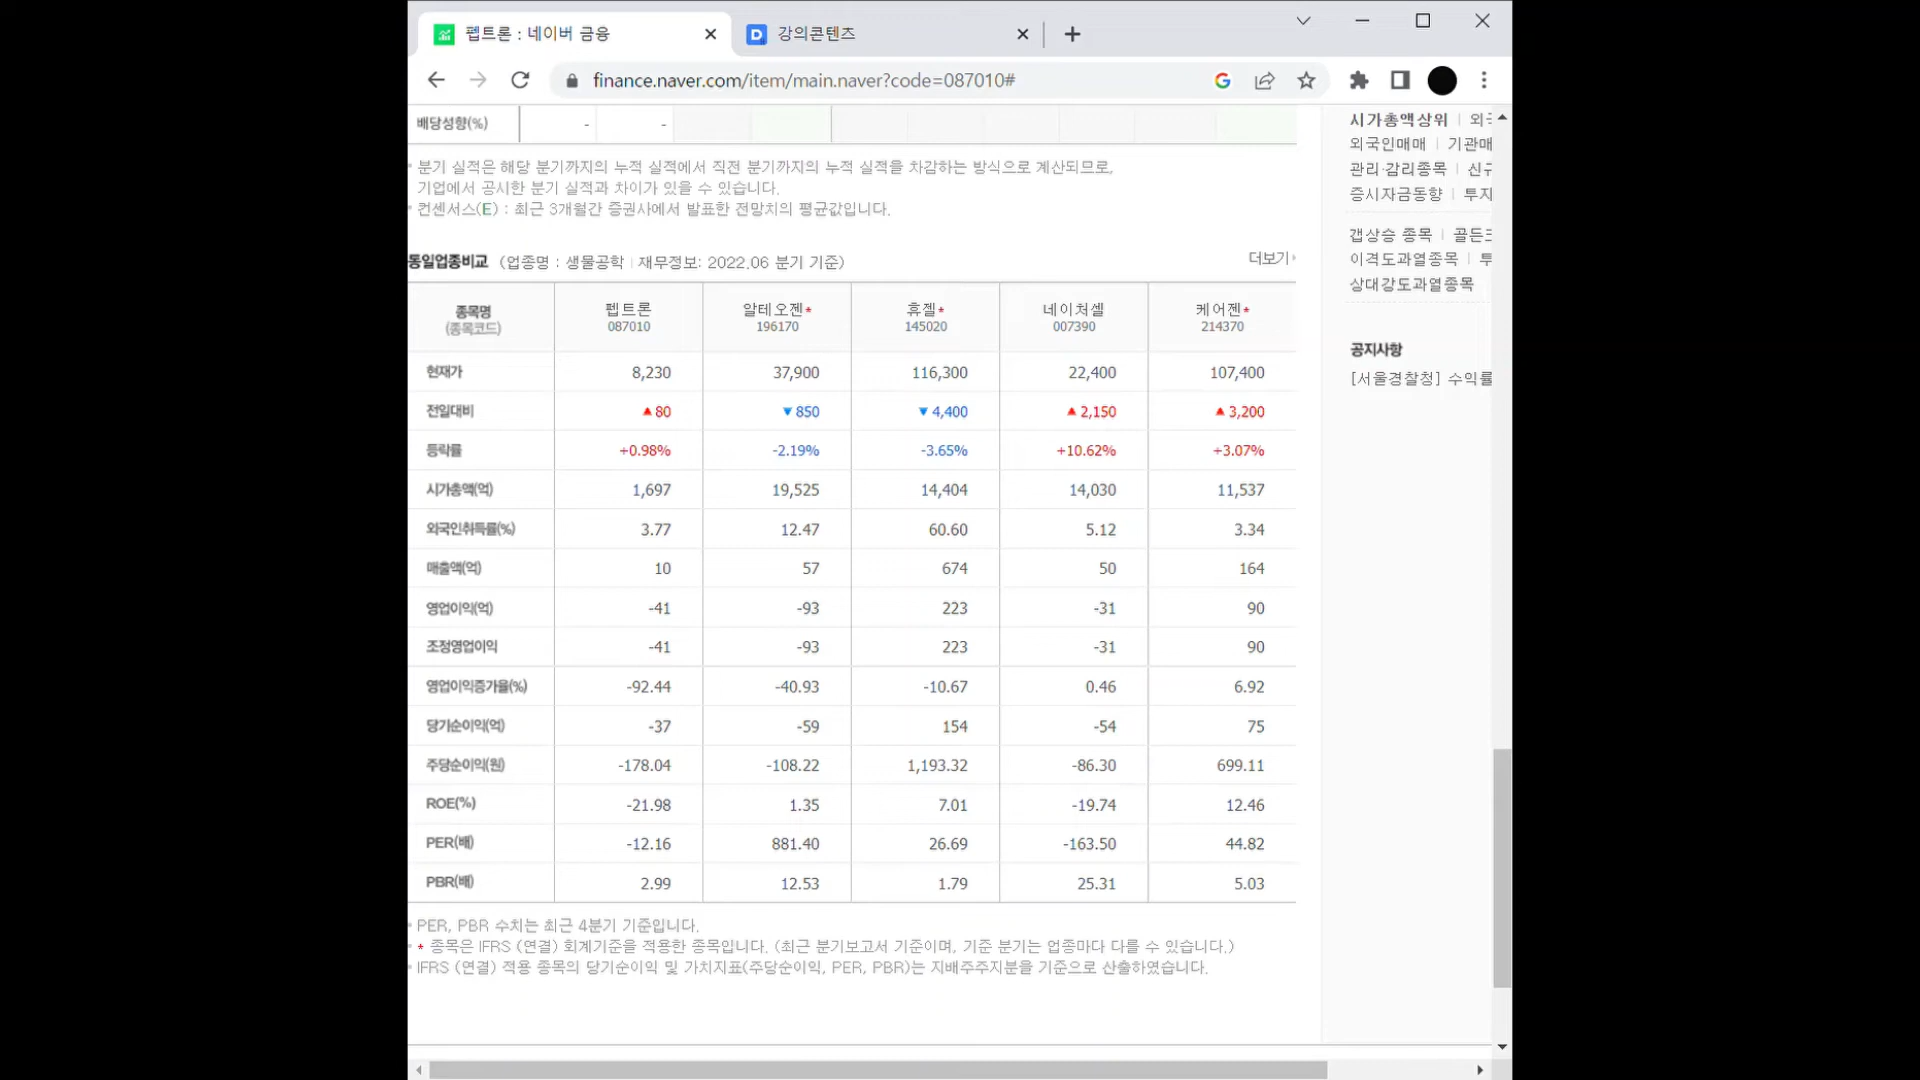 펩트론 : 네이버 금융
강의콘텐츠
finance.naver.com/item/main.naver?code=087010#
배당성향(%) - -
* 분기 실적은 해당 분기까지의 누적 실적에서 직전 분기까지의 누적 실적을 차감하는 방식으로 계산되므로,
기업에서 공시한 분기 실적과 차이가 있을 수 있습니다.
* 컨센서스(E) : 최근 3개월간 증권사에서 발표한 전망치의 평균값입니다.
동일업종비교 (업종명 : 생물공학 | 재무정보: 2022.06 분기 기준) 더보기
종목명 펩트론 알테오젠* 휴젤* 네이처셀 케어젠*
(종목코드) 087010 196170 145020 007390 214370
현재가 8,230 37,900 116,300 22,400 107,400
전일대비 ▲80 ▼850 ▼4,400 ▲2,150 ▲3,200
등락률 +0.98% -2.19% -3.65% +10.62% +3.07%
시가총액(억) 1,697 19,525 14,404 14,030 11,537
외국인취득률(%) 3.77 12.47 60.60 5.12 3.34
매출액(억) 10 57 674 50 164
영업이익(억) -41 -93 223 -31 90
조정영업이익 -41 -93 223 -31 90
영업이익증가율(%) -92.44 -40.93 -10.67 0.46 6.92
당기순이익(억) -37 -59 154 -54 75
주당순이익(원) -178.04 -108.22 1,193.32 -86.30 699.11
ROE(%) -21.98 1.35 7.01 -19.74 12.46
PER(배) -12.16 881.40 26.69 -163.50 44.82
PBR(배) 2.99 12.53 1.79 25.31 5.03
* PER, PBR 수치는 최근 4분기 기준입니다.
* * 종목은 IFRS (연결) 회계기준을 적용한 종목입니다. (최근 분기보고서 기준이며, 기준 분기는 업종마다 다를 수 있습니다.)
* IFRS (연결) 적용 종목의 당기순이익 및 가치지표(주당순이익, PER, PBR)는 지배주주지분을 기준으로 산출하였습니다.
시가총액상위
외국인매매 | 기관매
관리·감리종목 | 신규
증시자금동향 | 투자
갭상승 종목 | 골든
이격도과열종목 | 투
상대강도과열종목
공지사항
[서울경찰청] 수익률